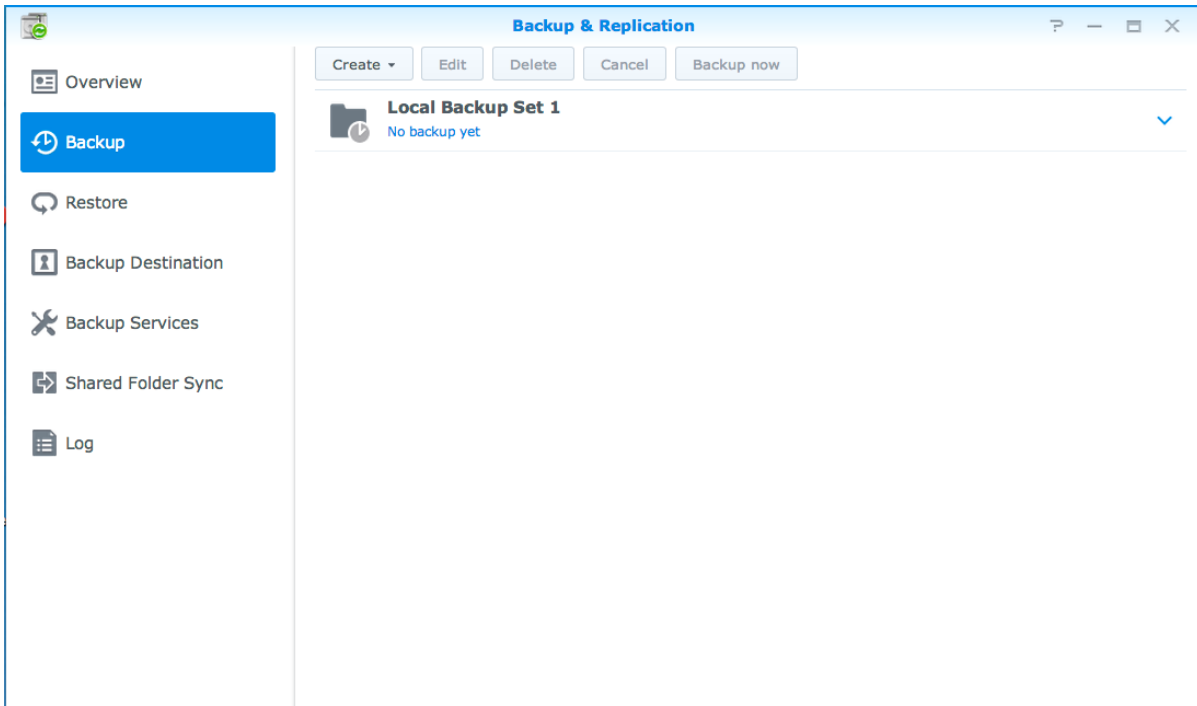 Backup & Replication
Overview
Backup
Restore
Backup Destination
Backup Services
Shared Folder Sync
Log
Create Edit Delete Cancel Backup now
Local Backup Set 1
No backup yet